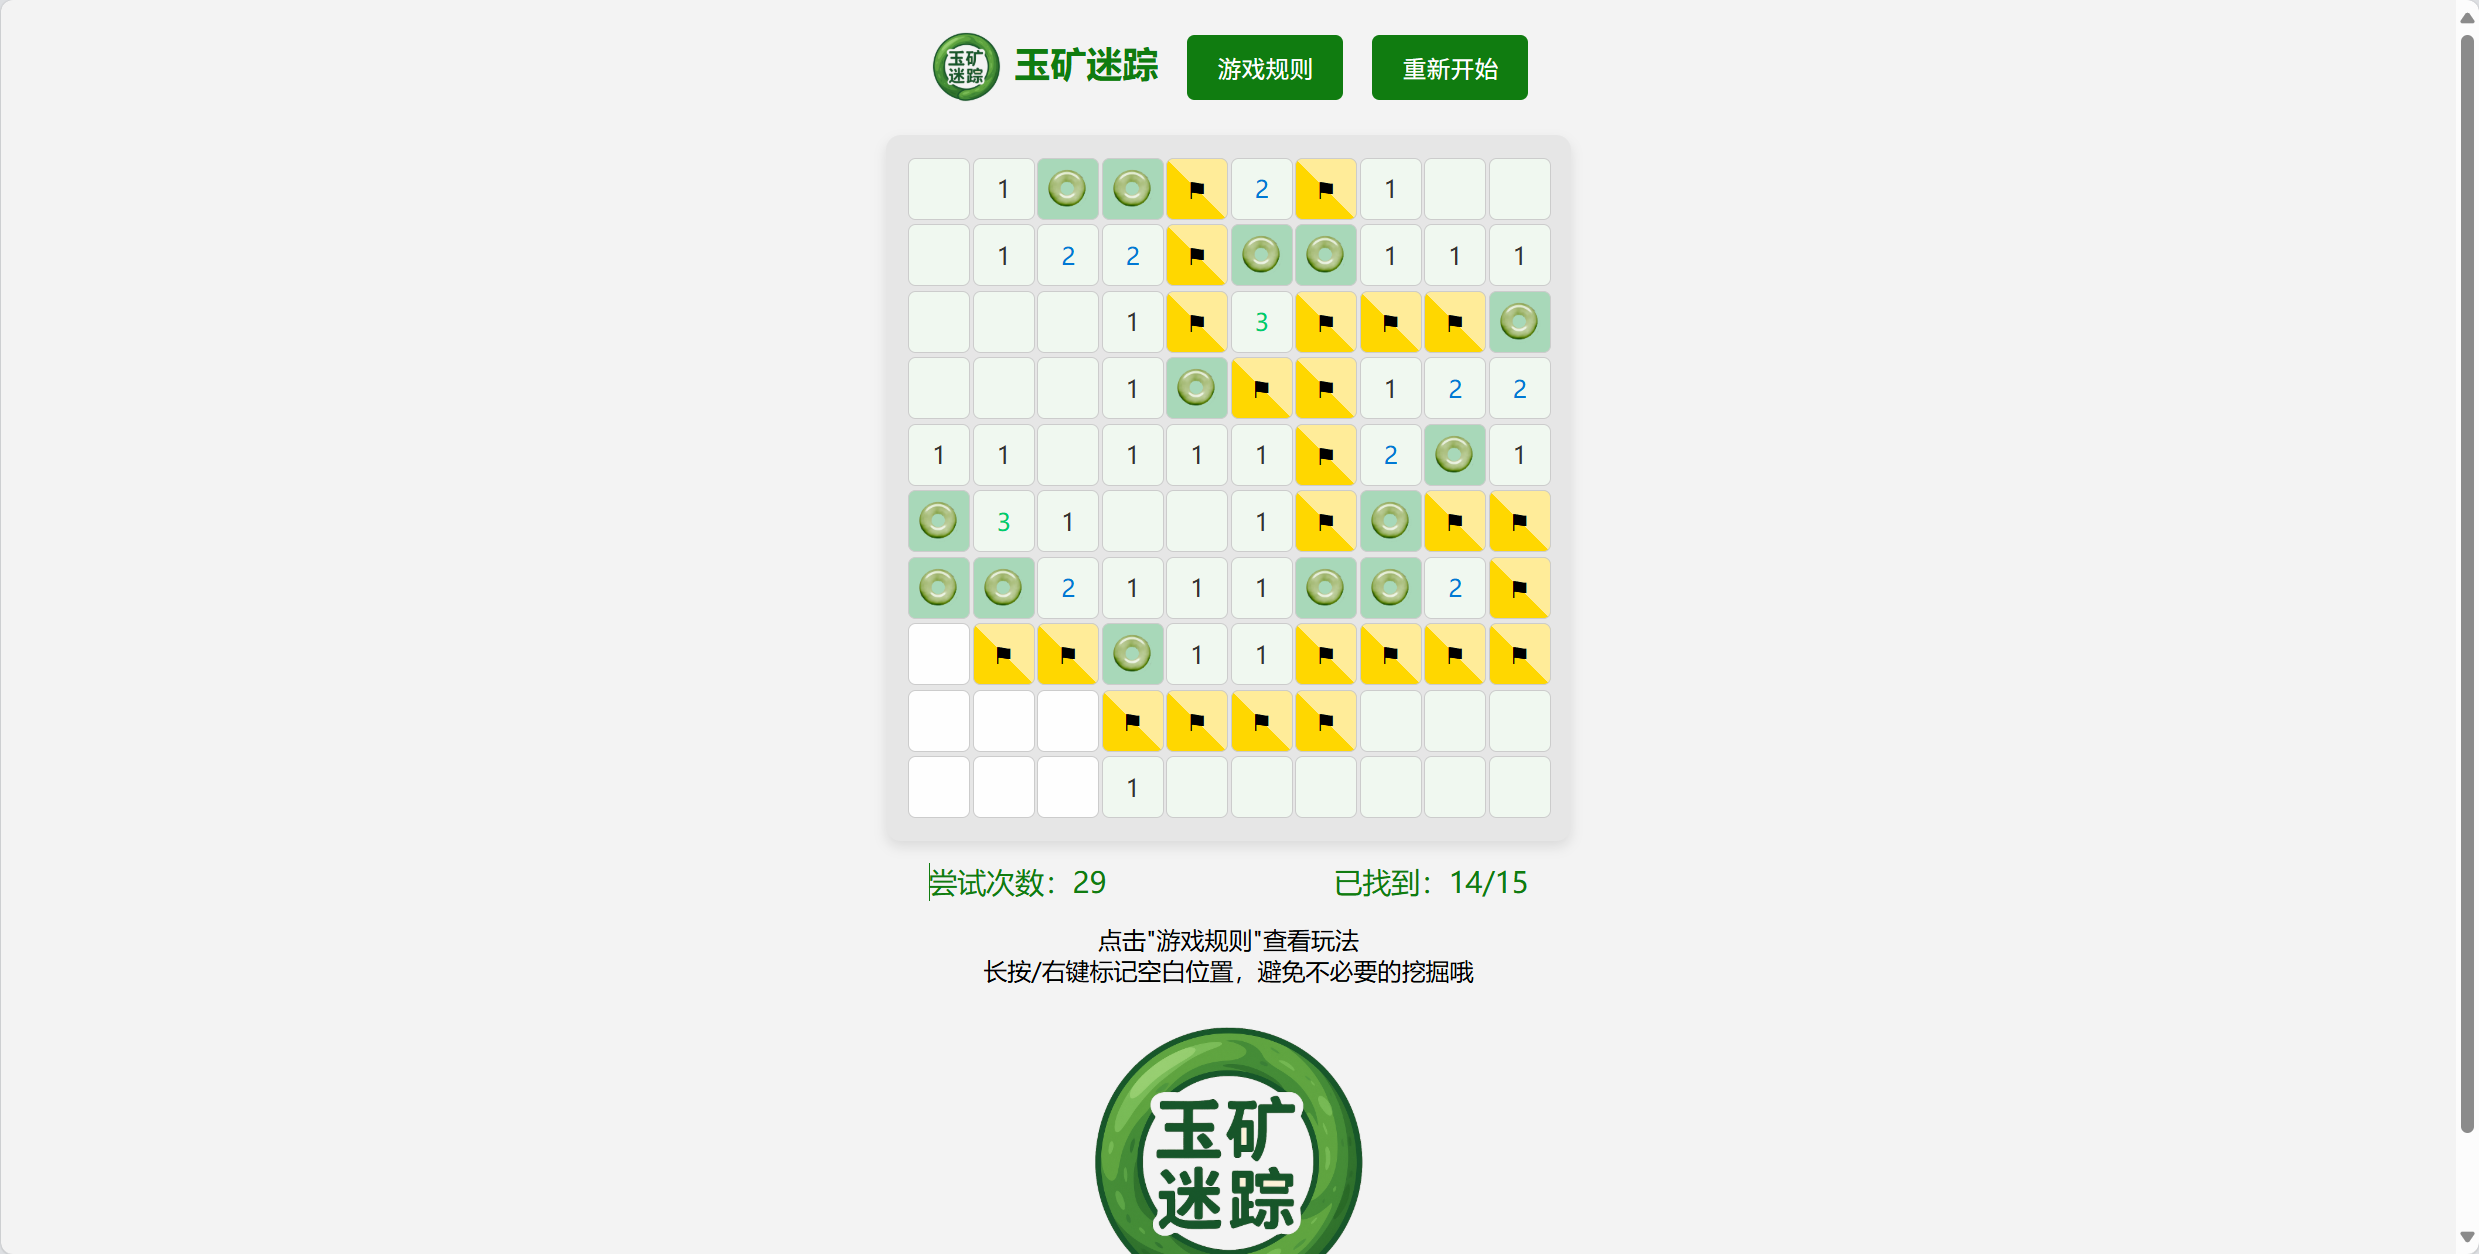 玉矿
迷踪
玉矿迷踪
游戏规则
重新开始
1 2 1
1 2 2 1 1 1
1 3
1 1 2 2
1 1 1 1 1 2 1
3 1 1
2 1 1 1 2
1 1
1
尝试次数：29
已找到：14/15
点击"游戏规则"查看玩法
长按/右键标记空白位置，避免不必要的挖掘哦
玉矿
迷踪